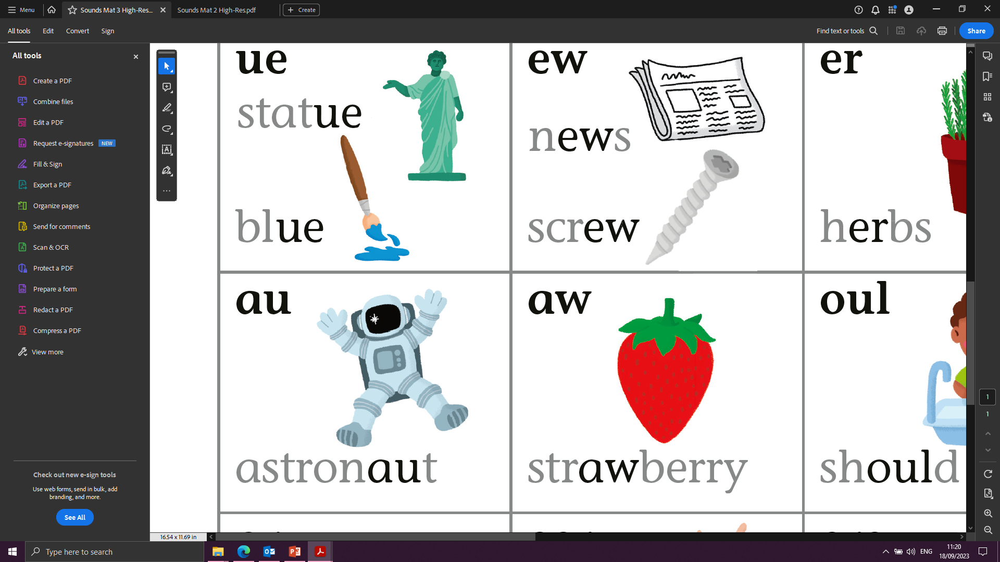 Menu
Sounds Mat 3 High-Res...
Sounds Mat 2 High-Res.pdf
Create
All tools
Edit
Convert
Sign
Find text or tools
Share
All tools
Create a PDF
Combine files
Edit a PDF
Request e-signatures NEW
Fill & Sign
Export a PDF
Organize pages
Send for comments
Scan & OCR
Protect a PDF
Prepare a form
Redact a PDF
Compress a PDF
View more
Check out new e-sign tools
Use web forms, send in bulk, add
branding, and more.
See All
ue
statue
blue
ew
news
screw
er
herbs
au
astronaut
aw
strawberry
oul
should
1
1
16.54 x 11.69 in
Type here to search
ENG
11:20
18/09/2023